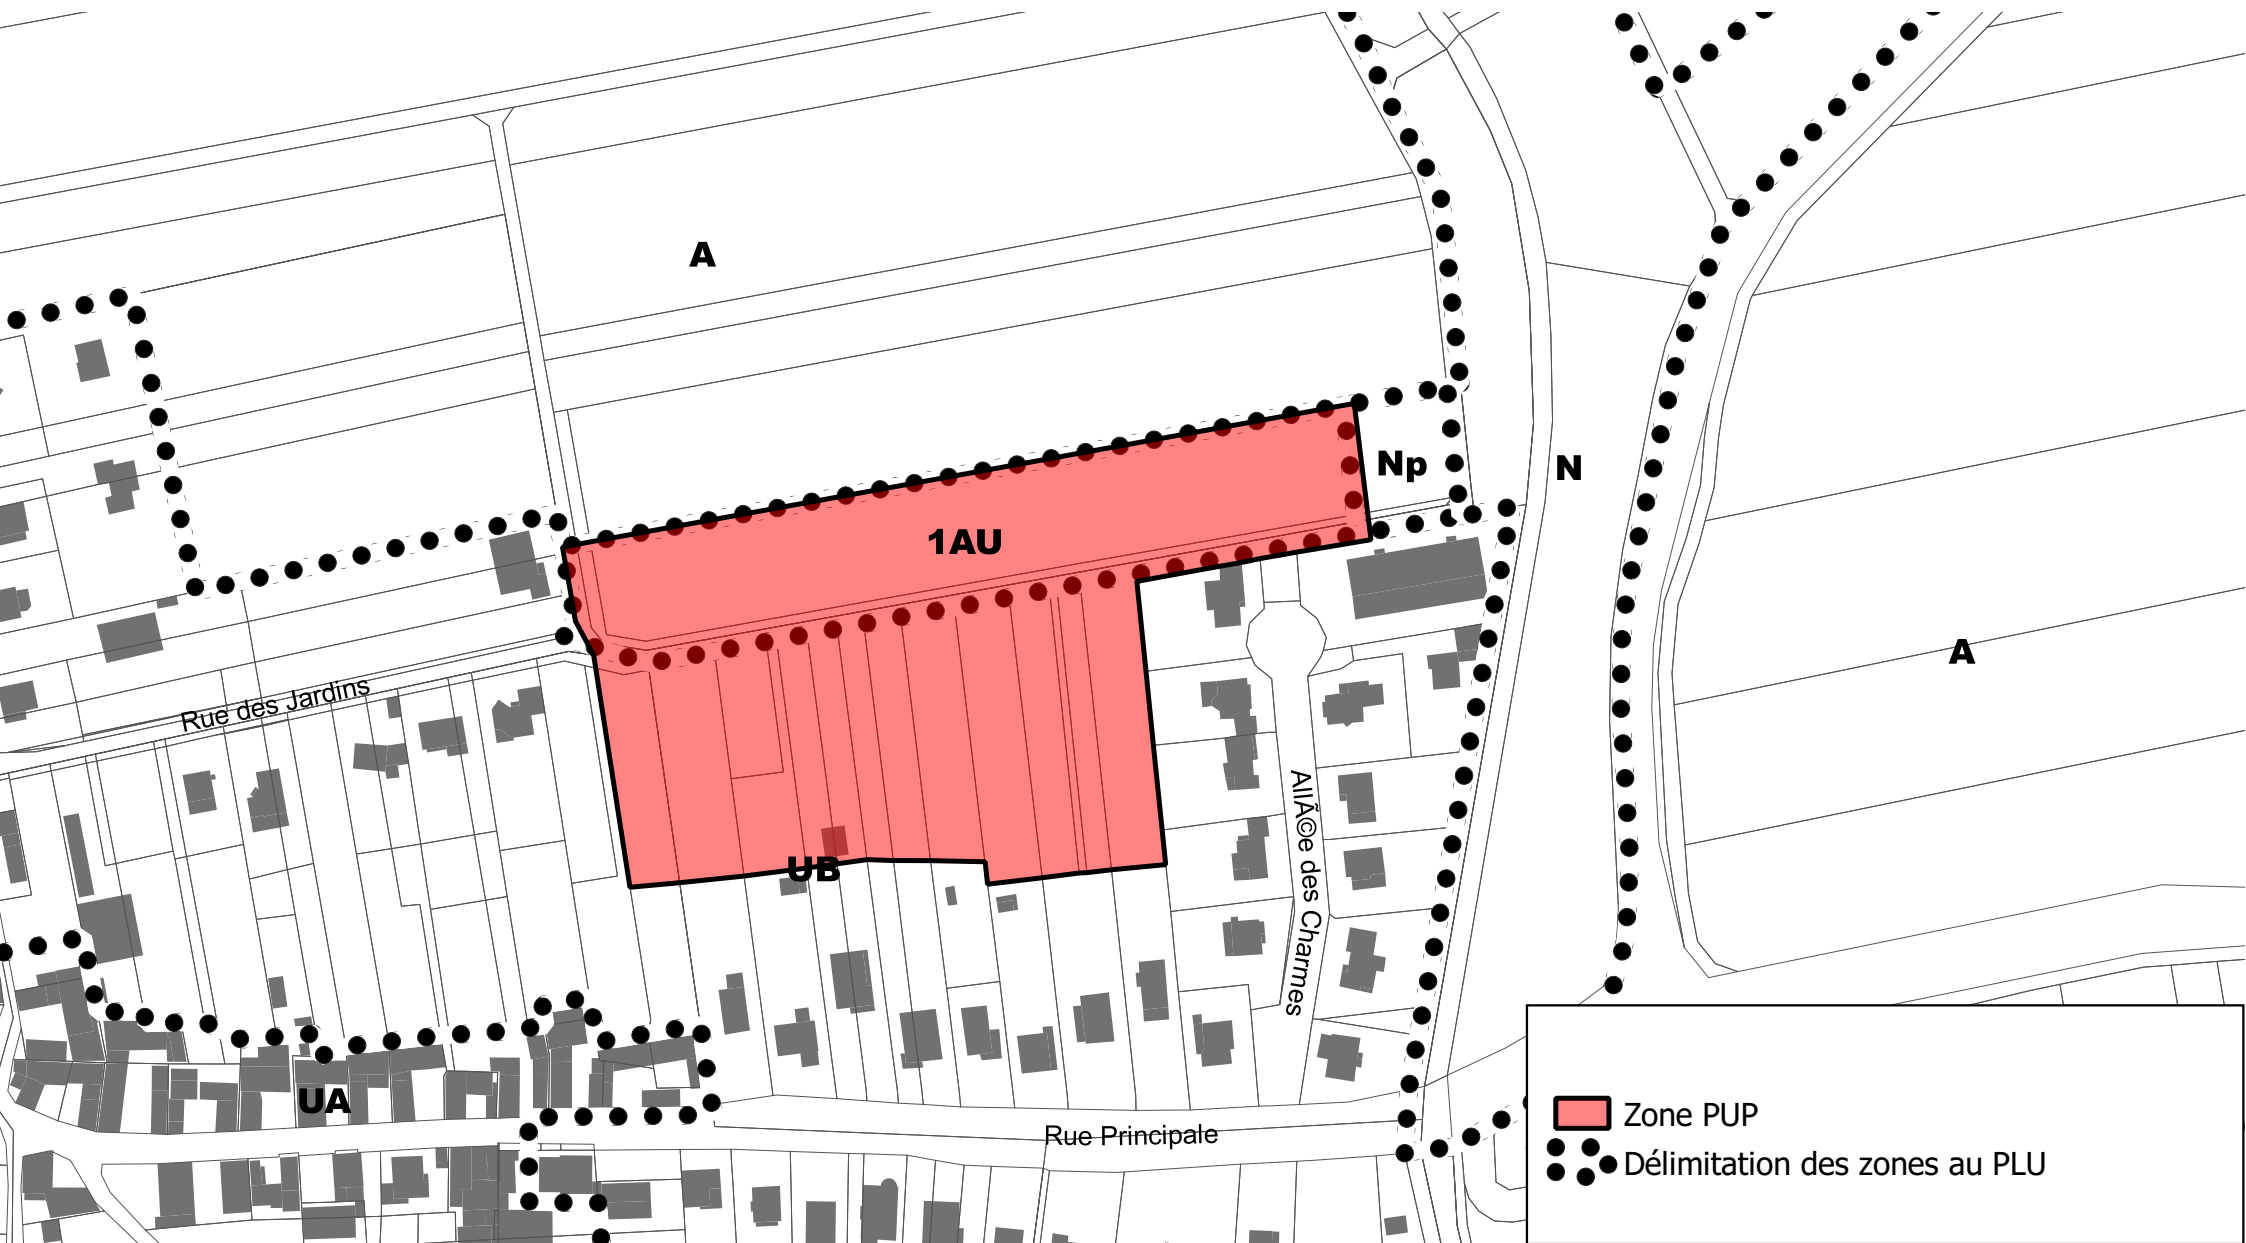 A
Np
N
1AU
A
Rue des Jardins
AllÃ©e des Charmes
UB
UA
Rue Principale
Zone PUP
Délimitation des zones au PLU